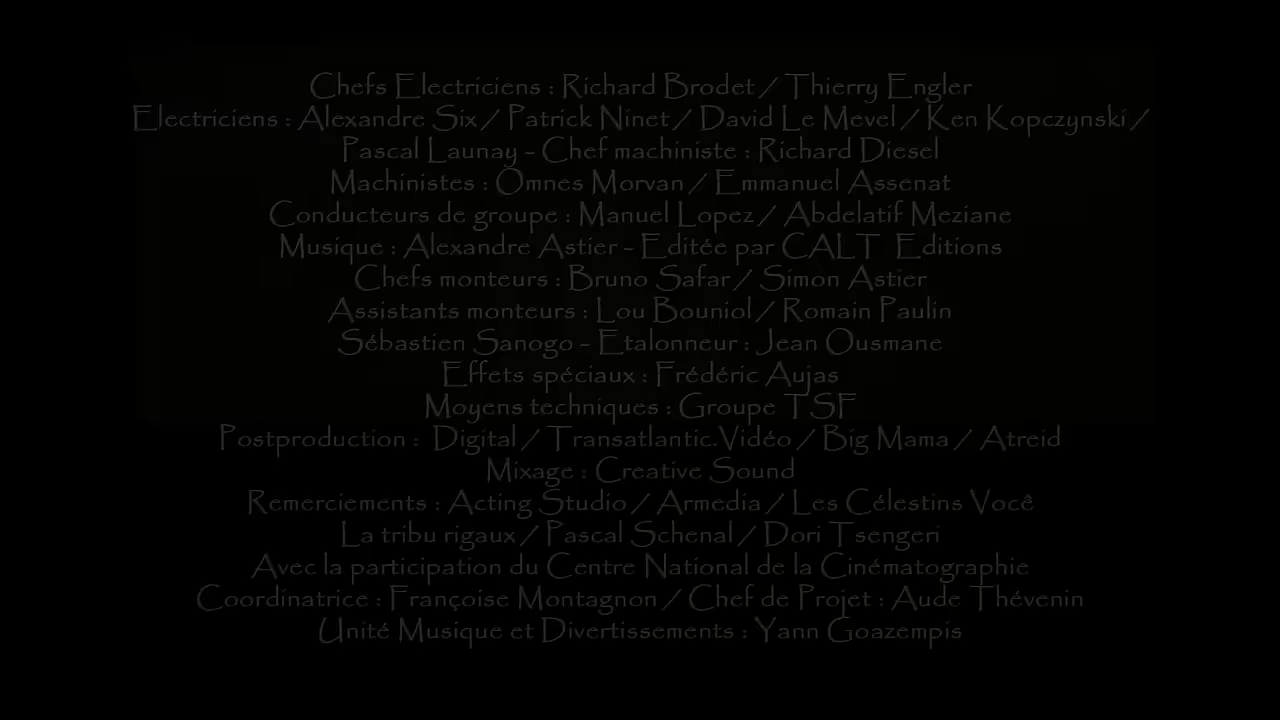 Chefs Electriciens : Richard Brodet / Thierry Engler
Electriciens : Alexandre Six / Patrick Ninet / David Le Mevel / Ken Kopczynski /
Pascal Launay - Chef machiniste : Richard Diesel
Machinistes : Omnes Morvan / Emmanuel Assenat
Conducteurs de groupe : Manuel Lopez / Abdelatif Meziane
Musique : Alexandre Astier - Editée par CALT Editions
Chefs monteurs : Bruno Safar / Simon Astier
Assistants monteurs : Lou Bouniol / Romain Paulin
Sébastien Sanogo - Etalonneur : Jean Ousmane
Effets spéciaux : Frédéric Aujas
Moyens techniques : Groupe TSF
Postproduction : Digital / Transatlantic.Vidéo / Big Mama / Atreid
Mixage : Creative Sound
Remerciements : Acting Studio / Armedia / Les Célestins Você
La tribu rigaux / Pascal Schenal / Dori Tsengeri
Avec la participation du Centre National de la Cinématographie
Coordinatrice : Françoise Montagnon / Chef de Projet : Aude Thévenin
Unité Musique et Divertissements : Yann Goazempis